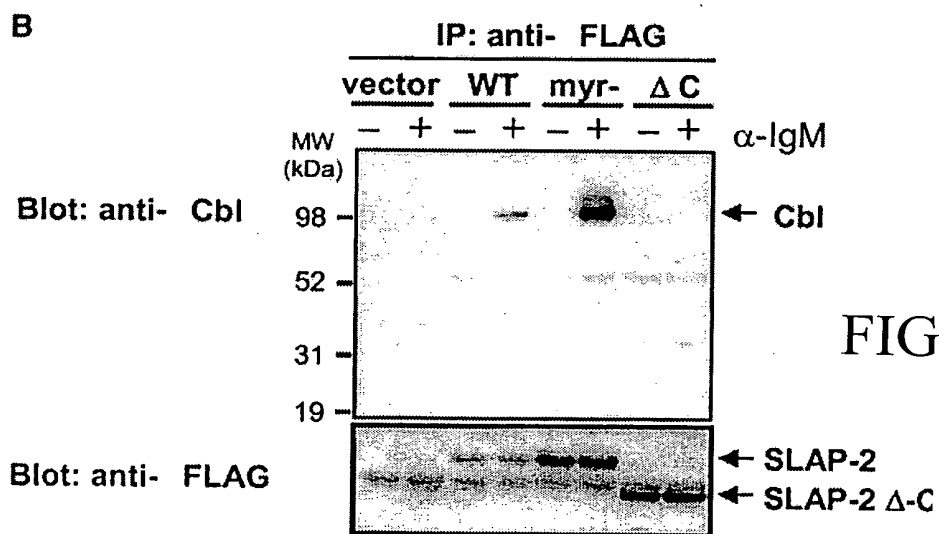 B
IP: anti- FLAG
vector WT myr- Δ C
– + – + – + – + α-IgM
MW
(kDa)
Blot: anti- Cbl
98
Cbl
52
31
19
FIG
Blot: anti- FLAG
SLAP-2
SLAP-2 Δ-C